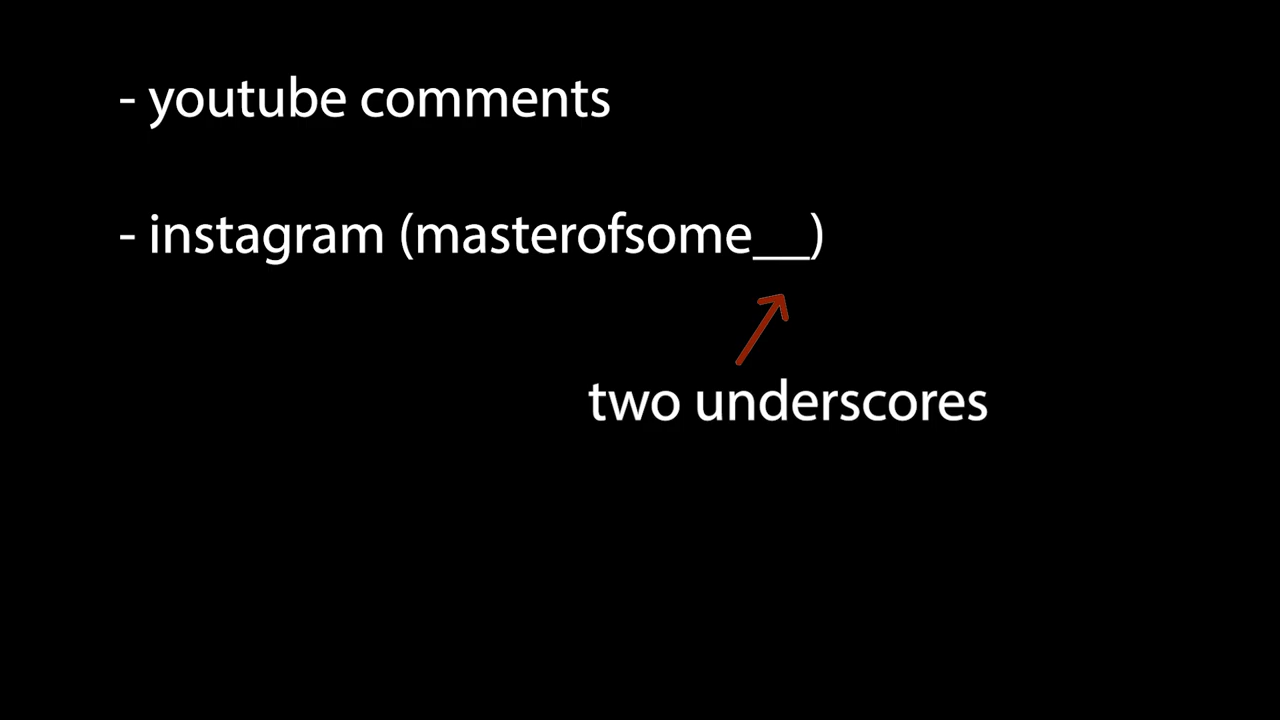 - youtube comments
- instagram (masterofsome__)
two underscores